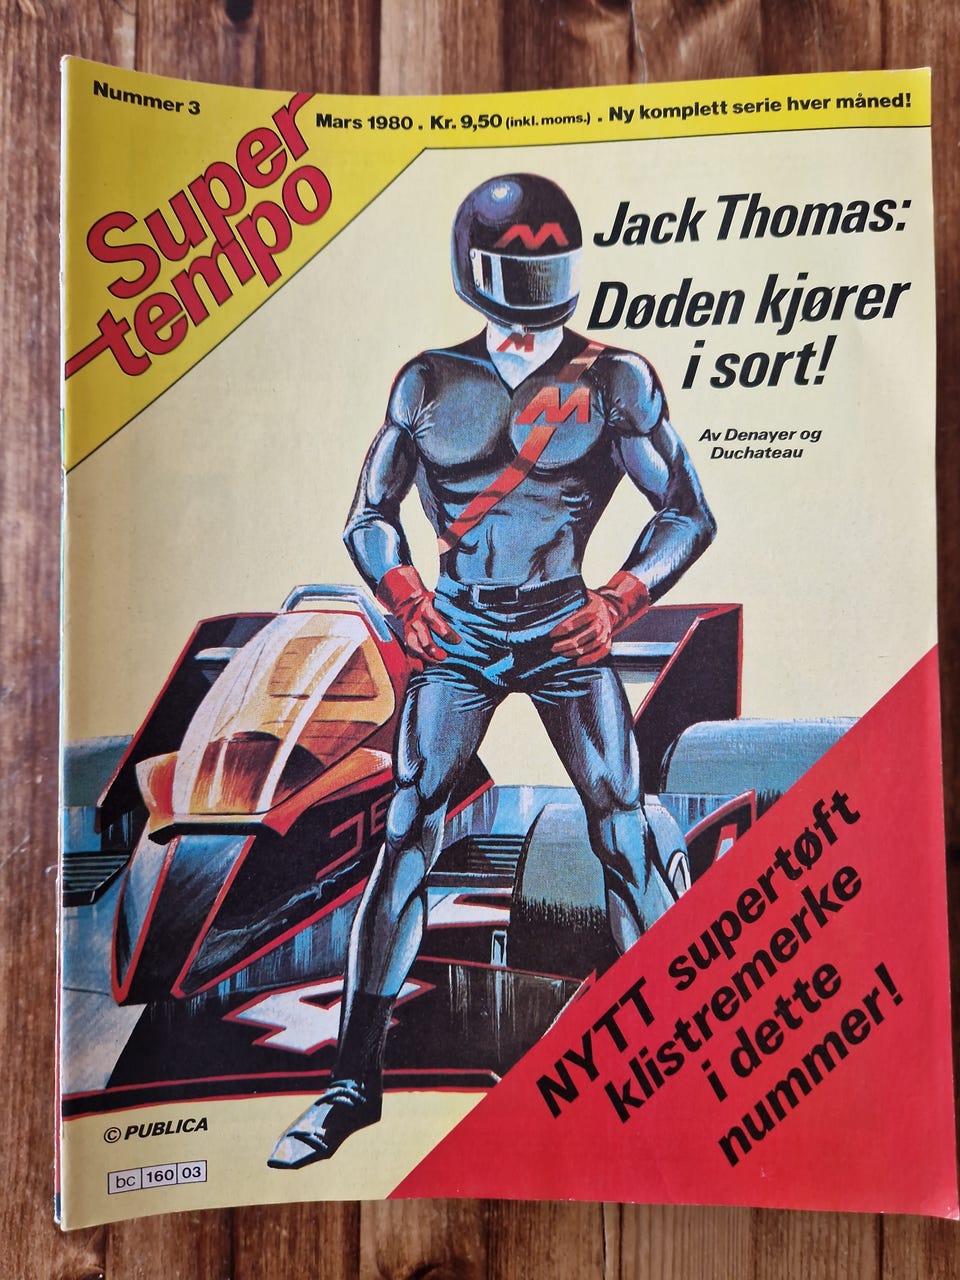 Nummer 3
Super
tempo
Mars 1980. Kr. 9,50 (inkl. moms.). Ny komplett serie hver måned!
Jack Thomas:
Døden kjører
i sort!
Av Denayer og
Duchateau
M
M
M
NYTT supertøft
klistremerke
i dette
nummer!
© PUBLICA
bc 160 03